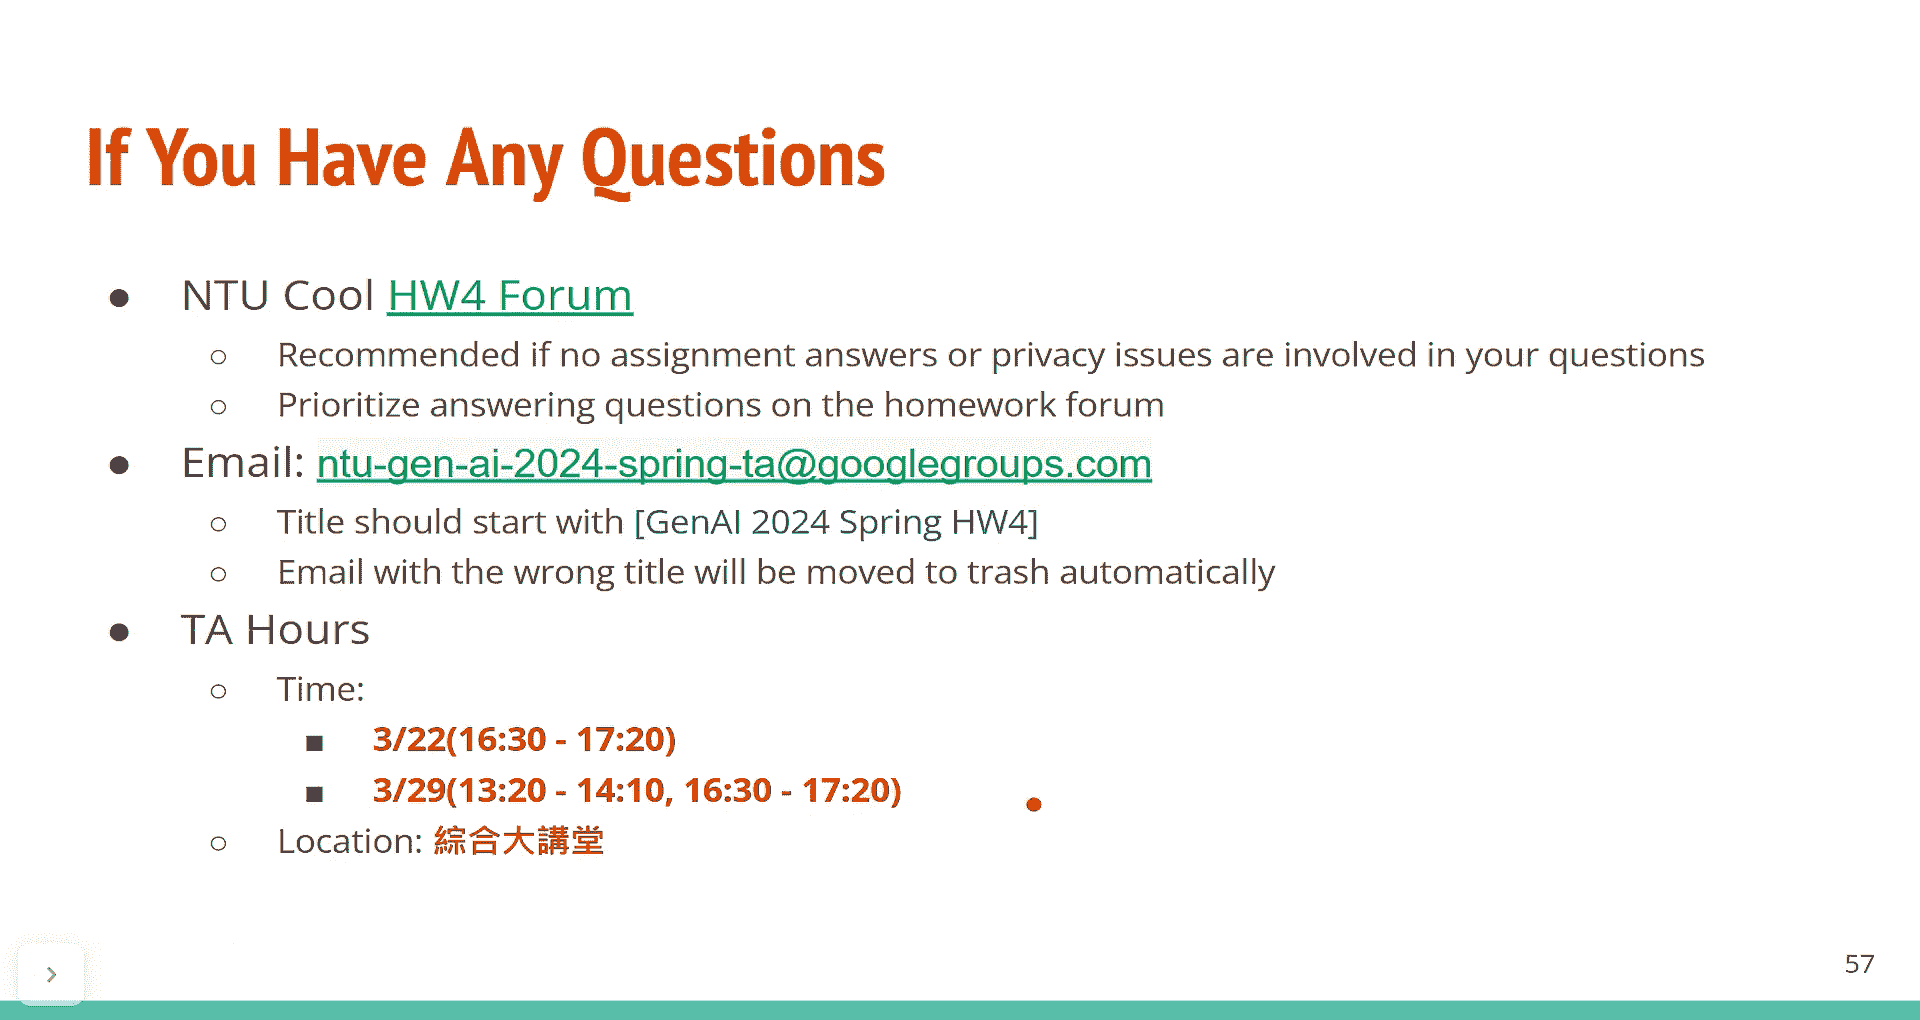 If You Have Any Questions
● NTU Cool HW4 Forum
○ Recommended if no assignment answers or privacy issues are involved in your questions
○ Prioritize answering questions on the homework forum
● Email: ntu-gen-ai-2024-spring-ta@googlegroups.com
○ Title should start with [GenAI 2024 Spring HW4]
○ Email with the wrong title will be moved to trash automatically
● TA Hours
○ Time:
■ 3/22(16:30 - 17:20)
■ 3/29(13:20 - 14:10, 16:30 - 17:20)
○ Location: 綜合大講堂
57